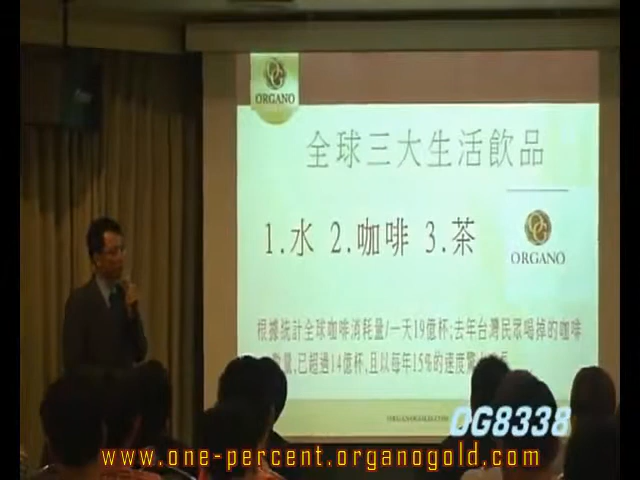 ORGANO
全球三大生活飲品
1.水 2.咖啡 3.茶
ORGANO
根據統計全球咖啡消耗量/一天19億杯;去年台灣民眾喝掉的咖啡
數量,已超過14億杯,且以每年15%的速度
ORGANOGOLD.COM
OG8338
www.one-percent.organogold.com